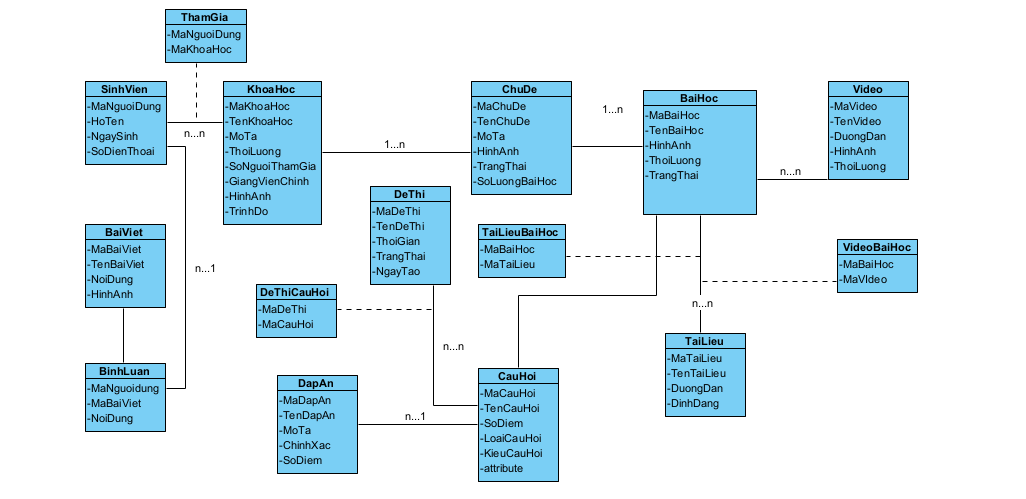 ThamGia
-MaNguoiDung
-MaKhoaHoc
SinhVien
-MaNguoiDung
-HoTen
-NgaySinh
-SoDienThoai
n...n
KhoaHoc
-MaKhoaHoc
-TenKhoaHoc
-MoTa
-ThoiLuong
-SoNguoiThamGia
-GiangVienChinh
-HinhAnh
-TrinhDo
1...n
ChuDe
-MaChuDe
-TenChuDe
-MoTa
-HinhAnh
-TrangThai
-SoLuongBaiHoc
1...n
BaiHoc
-MaBaiHoc
-TenBaiHoc
-HinhAnh
-ThoiLuong
-TrangThai
n...n
Video
-MaVideo
-TenVideo
-DuongDan
-HinhAnh
-ThoiLuong
DeThi
-MaDeThi
-TenDeThi
-ThoiGian
-TrangThai
-NgayTao
BaiViet
-MaBaiViet
-TenBaiViet
-NoiDung
-HinhAnh
n...1
TaiLieuBaiHoc
-MaBaiHoc
-MaTaiLieu
VideoBaiHoc
-MaBaiHoc
-MaVIdeo
DeThiCauHoi
-MaDeThi
-MaCauHoi
n...n
n...n
TaiLieu
-MaTaiLieu
-TenTaiLieu
-DuongDan
-DinhDang
BinhLuan
-MaNguoidung
-MaBaiViet
-NoiDung
DapAn
-MaDapAn
-TenDapAn
-MoTa
-ChinhXac
-SoDiem
n...1
CauHoi
-MaCauHoi
-TenCauHoi
-SoDiem
-LoaiCauHoi
-KieuCauHoi
-attribute